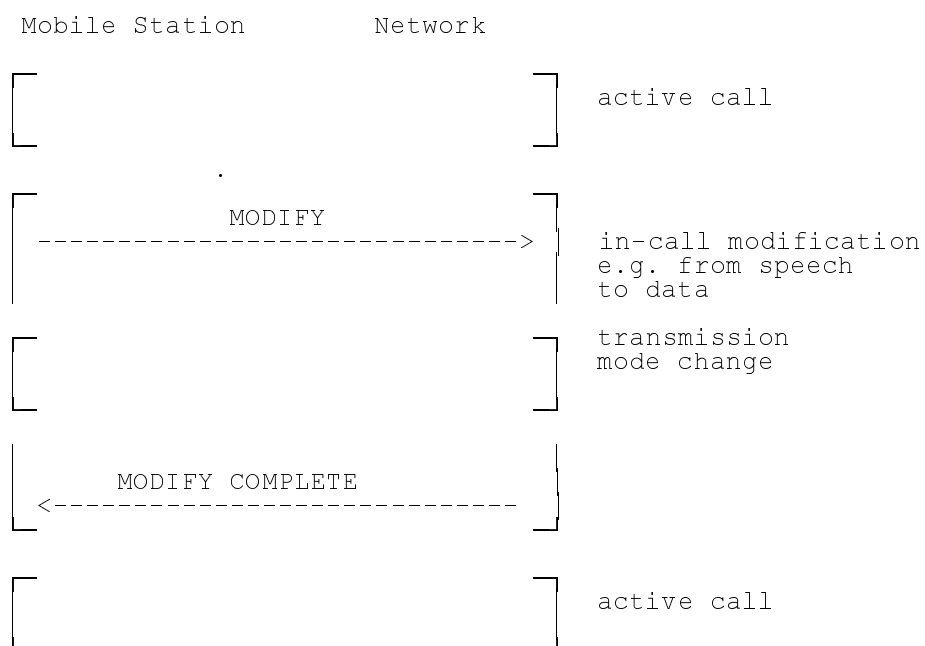 Mobile Station Network
active call
.
MODIFY
------------------------------>
in-call modification
e.g. from speech
to data
transmission
mode change
MODIFY COMPLETE
<-----------------------------
active call